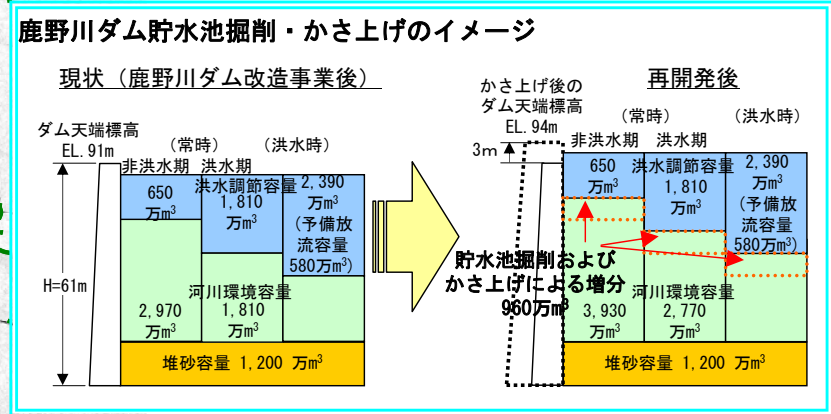 鹿野川ダム貯水池掘削・かさ上げのイメージ
現状（鹿野川ダム改造事業後）
ダム天端標高
EL.91m
（常時）
（洪水時）
非洪水期
洪水期
洪水調節容量
650
万m³
1,810
万m³
2,390
万m³
(予備放
流容量
580万m³)
H=61m
河川環境容量
2,970
万m³
1,810
万m³
堆砂容量 1,200 万m³
再開発後
かさ上げ後の
ダム天端標高
EL.94m
3m
（常時）
（洪水時）
非洪水期
洪水期
洪水調節容量
650
万m³
1,810
万m³
2,390
万m³
(予備放
流容量
580万m³)
貯水池掘削および
かさ上げによる増分
960万m³
河川環境容量
3,930
万m³
2,770
万m³
堆砂容量 1,200 万m³